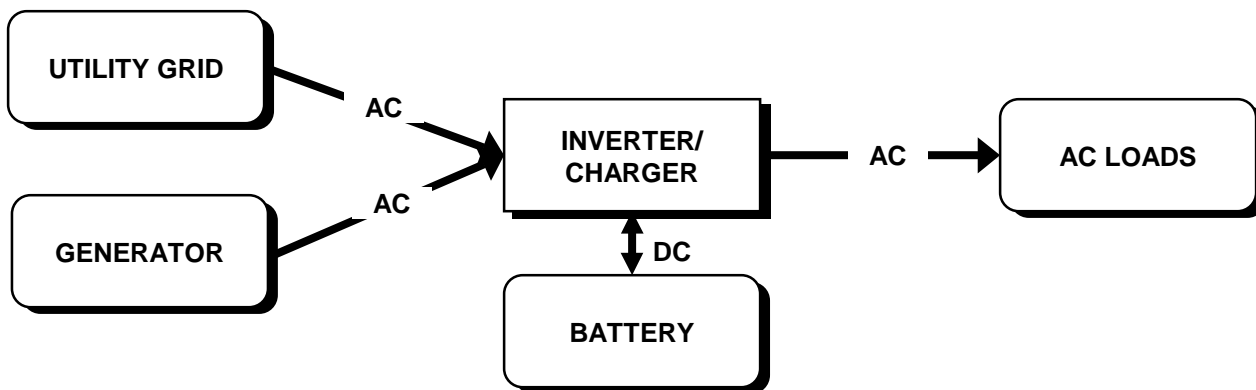 UTILITY GRID
AC
INVERTER/
CHARGER
AC
AC LOADS
AC
GENERATOR
DC
BATTERY